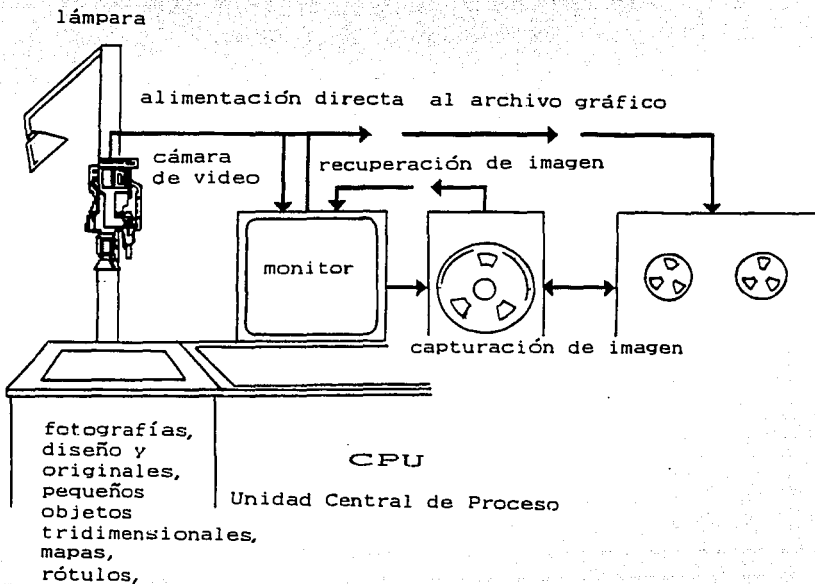 lámpara
alimentación directa al archivo gráfico
cámara
de video
recuperación de imagen
monitor
capturación de imagen
fotografías,
diseño y
originales,
pequeños
objetos
tridimensionales,
mapas,
rótulos,
CPU
Unidad Central de Proceso